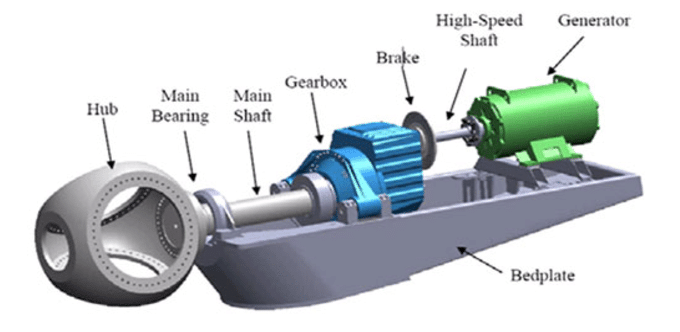 High-Speed
Shaft
Generator
Brake
Gearbox
Main
Bearing
Main
Shaft
Hub
Bedplate